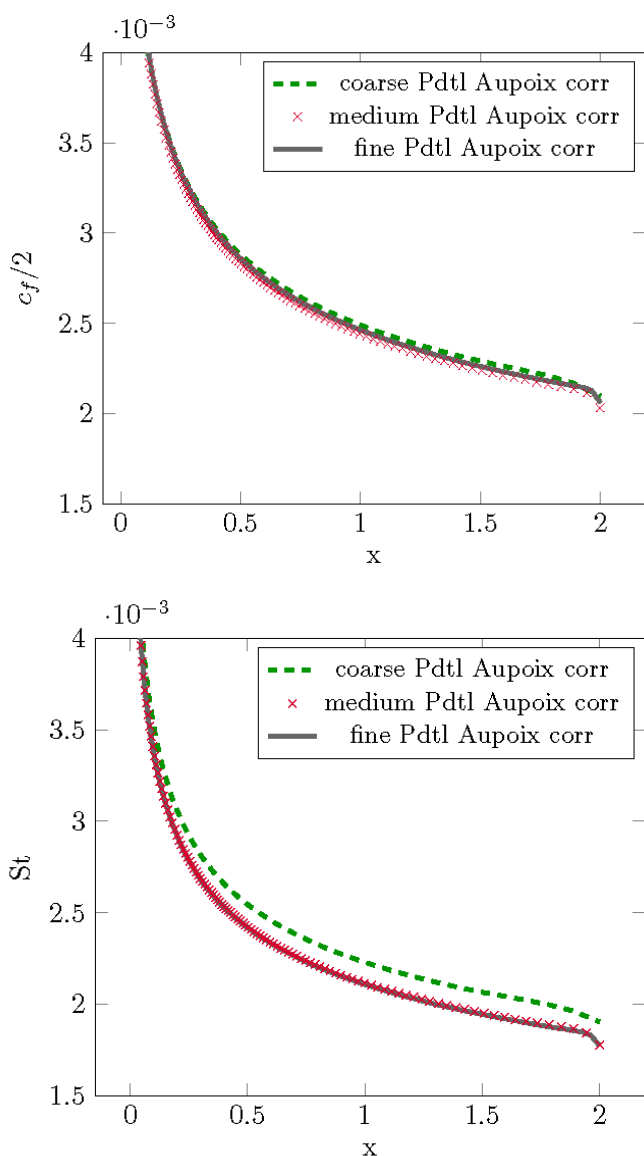 ·10−3
4
3.5
3
2.5
2
1.5
cf/2
coarse Pdtl Aupoix corr
medium Pdtl Aupoix corr
fine Pdtl Aupoix corr
0 0.5 1 1.5 2
x
·10−3
4
3.5
3
2.5
2
1.5
St
coarse Pdtl Aupoix corr
medium Pdtl Aupoix corr
fine Pdtl Aupoix corr
0 0.5 1 1.5 2
x